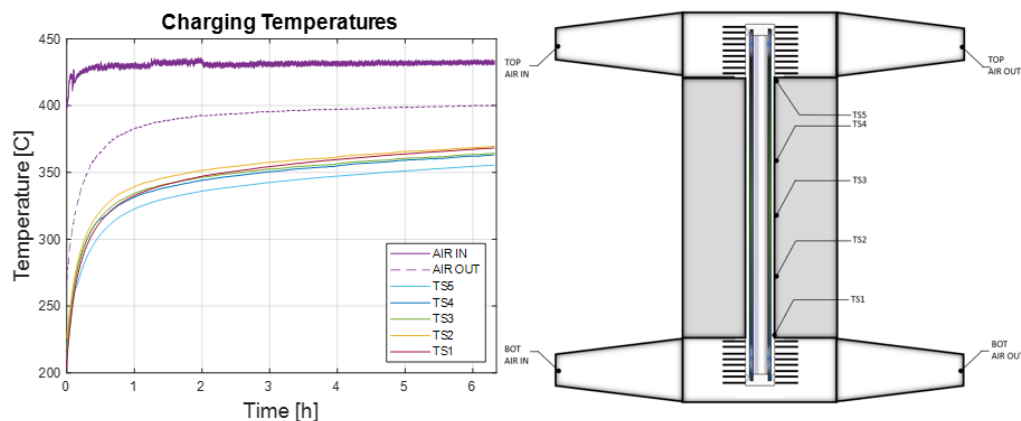 Charging Temperatures
Temperature [C]
450
400
350
300
250
200
0
1
2
3
4
5
6
Time [h]
AIR IN
AIR OUT
TS5
TS4
TS3
TS2
TS1
TOP
AIR IN
TOP
AIR OUT
TS5
TS4
TS3
TS2
TS1
BOT
AIR IN
BOT
AIR OUT